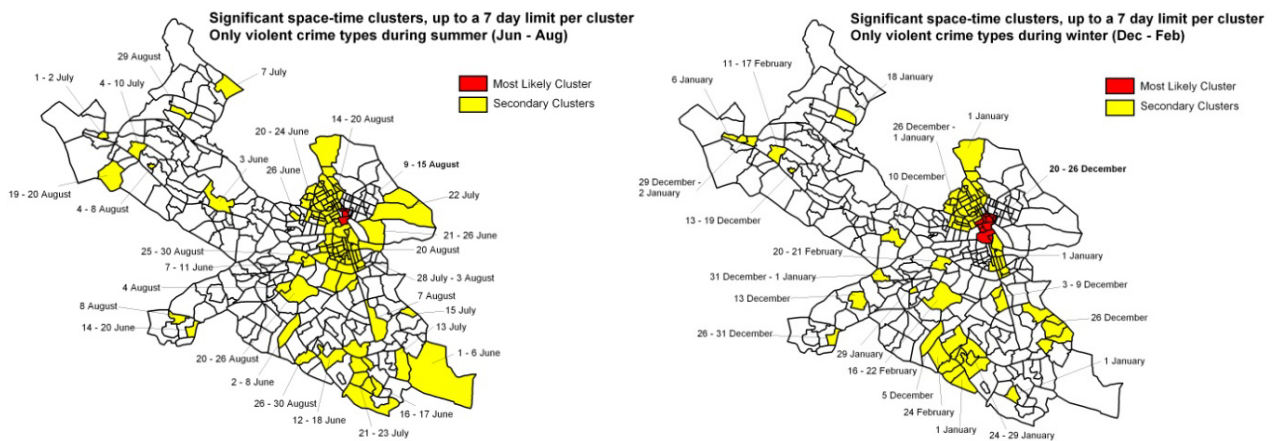 Significant space-time clusters, up to a 7 day limit per cluster
Only violent crime types during summer (Jun - Aug)
29 August
7 July
1 - 2 July
4 - 10 July
Most Likely Cluster
Secondary Clusters
20 - 24 June
14 - 20 August
3 June
26 June
9 - 15 August
22 July
19 - 20 August
4 - 8 August
21 - 26 June
25 - 30 August
20 August
7 - 11 June
28 July - 3 August
4 August
7 August
8 August
15 July
14 - 20 June
13 July
1 - 6 June
20 - 26 August
2 - 8 June
26 - 30 August
12 - 18 June
16 - 17 June
21 - 23 July
Significant space-time clusters, up to a 7 day limit per cluster
Only violent crime types during winter (Dec - Feb)
11 - 17 February
6 January
18 January
Most Likely Cluster
Secondary Clusters
1 January
26 December -
1 January
20 - 26 December
10 December
29 December -
2 January
13 - 19 December
20 - 21 February
1 January
31 December - 1 January
3 - 9 December
13 December
26 December
26 - 31 December
29 January
16 - 22 February
1 January
5 December
24 February
1 January
24 - 29 January